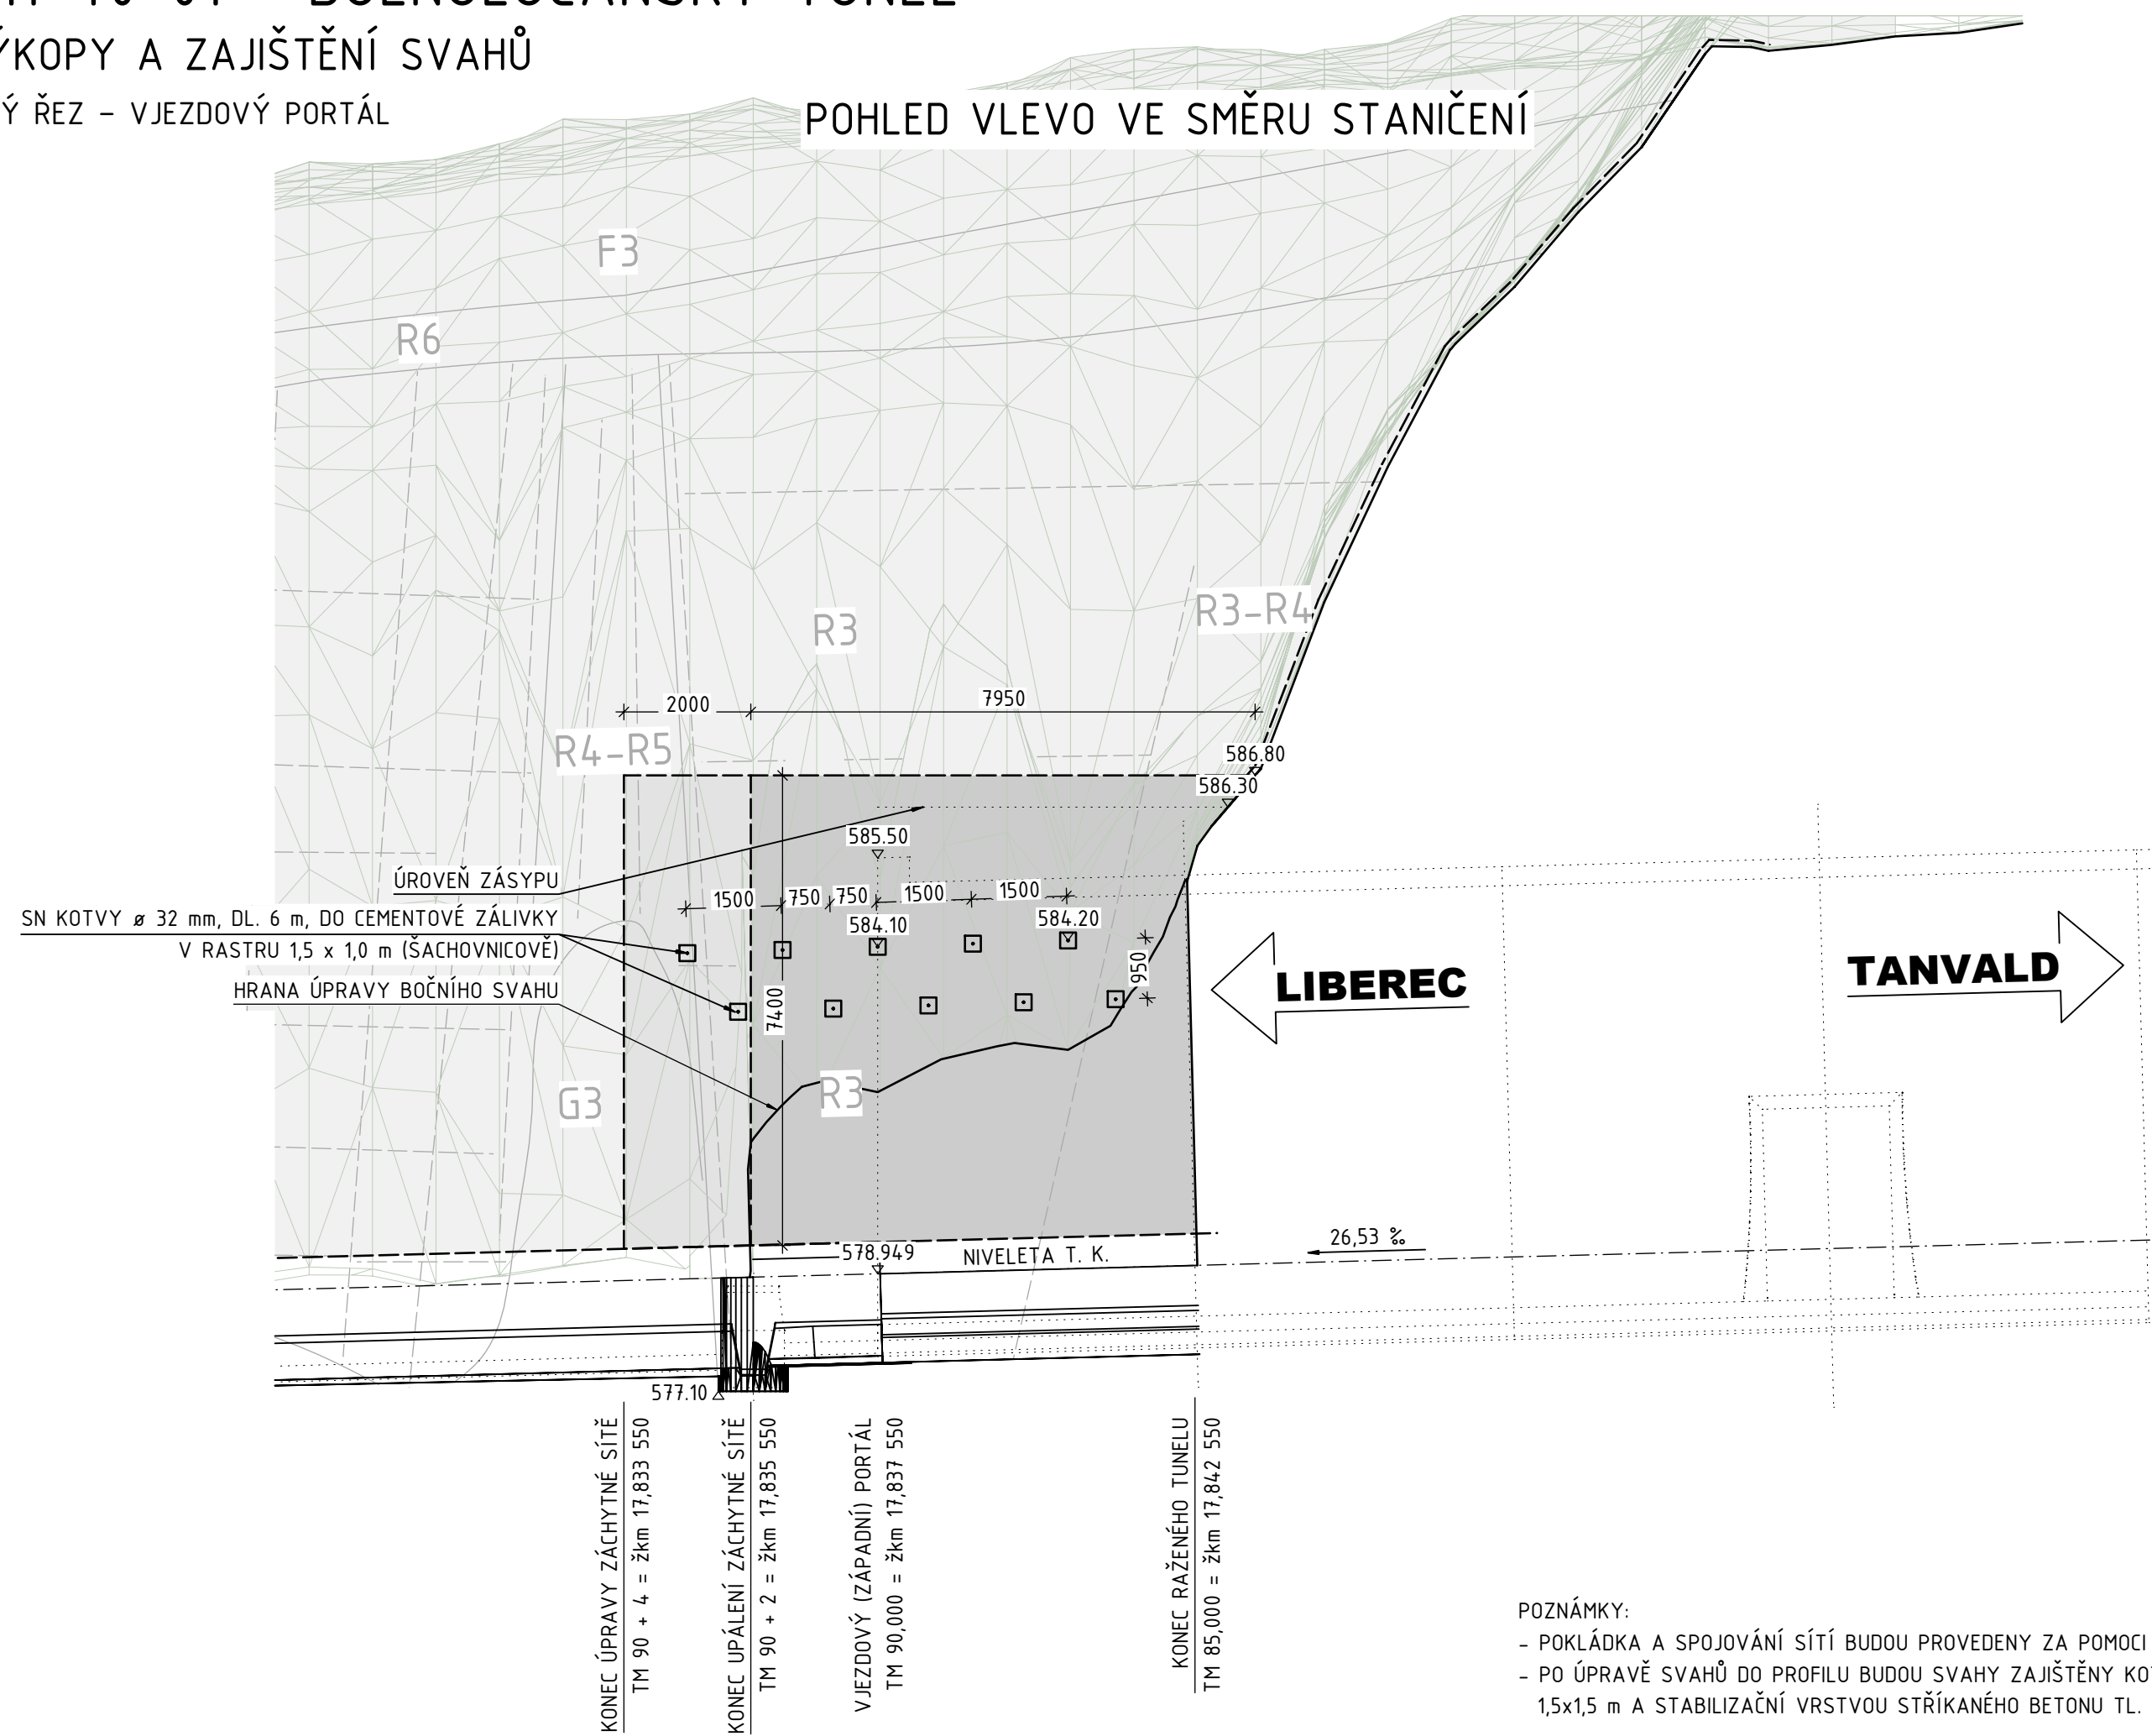 ÝKOPY A ZAJIŠTĚNÍ SVAHŮ
Ý ŘEZ – VJEZDOVÝ PORTÁL
POHLED VLEVO VE SMĚRU STANIČENÍ
F3
R6
R3
R3-R4
2000
7950
R4-R5
586.80
586.30
585.50
ÚROVEŇ ZÁSYPU
1500
750
750
1500
1500
SN KOTVY ø 32 mm, DL. 6 m, DO CEMENTOVÉ ZÁLIVKY
V RASTRU 1,5 x 1,0 m (ŠACHOVNICOVĚ)
584.10
584.20
950
HRANA ÚPRAVY BOČNÍHO SVAHU
7400
LIBEREC
TANVALD
G3
R3
578.949
NIVELETA T. K.
26,53 ‰
577.10
KONEC ÚPRAVY ZÁCHYTNÉ SÍTĚ
TM 90 + 4 = žkm 17,833 550
KONEC UPÁLENÍ ZÁCHYTNÉ SÍTĚ
TM 90 + 2 = žkm 17,835 550
VJEZDOVÝ (ZÁPADNÍ) PORTÁL
TM 90,000 = žkm 17,837 550
KONEC RAŽENÉHO TUNELU
TM 85,000 = žkm 17,842 550
POZNÁMKY:
- POKLÁDKA A SPOJOVÁNÍ SÍTÍ BUDOU PROVEDENY ZA POMOCI
- PO ÚPRAVĚ SVAHŮ DO PROFILU BUDOU SVAHY ZAJIŠTĚNY KOT
1,5x1,5 m A STABILIZAČNÍ VRSTVOU STŘÍKANÉHO BETONU TL.